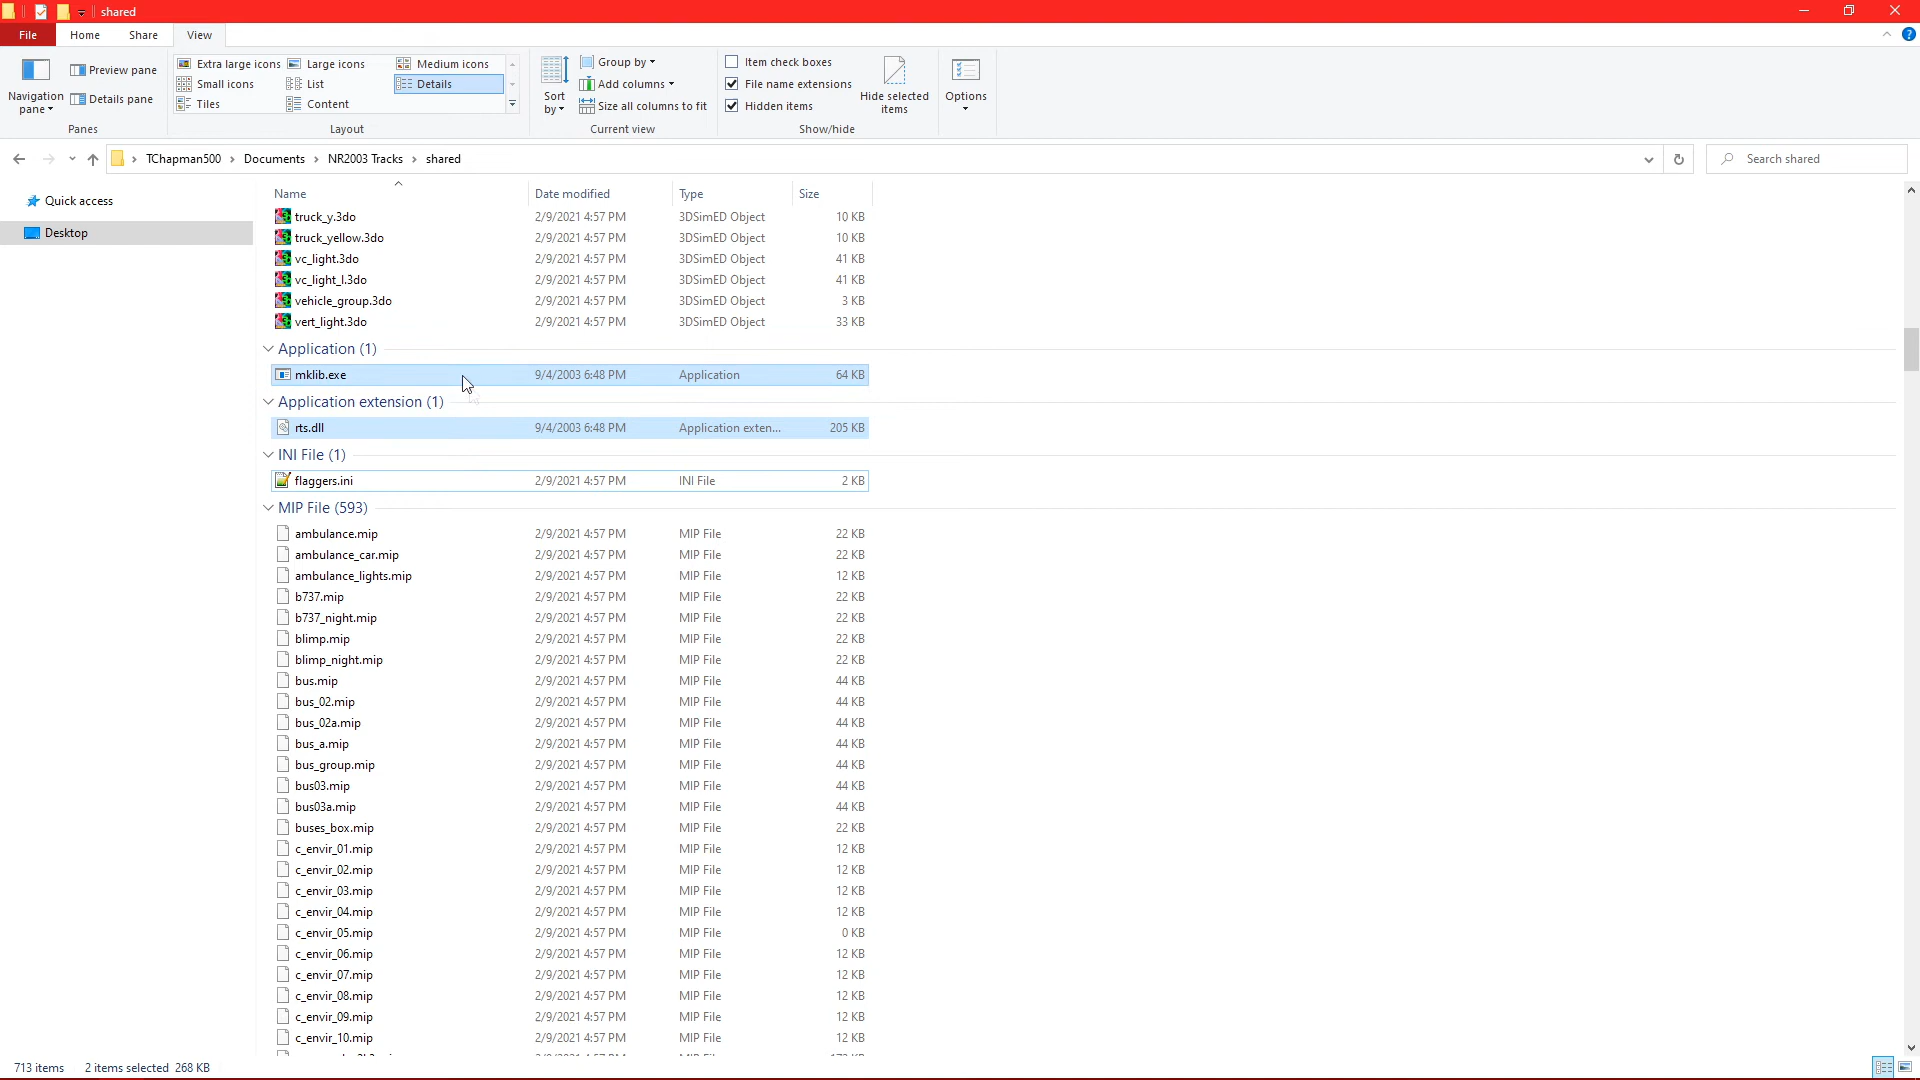 shared
File Home Share View
Navigation pane
Preview pane
Details pane
Panes
Extra large icons Large icons Medium icons
Small icons List Details
Tiles Content
Layout
Sort by
Group by
Add columns
Size all columns to fit
Current view
Item check boxes
File name extensions
Hidden items
Hide selected items
Show/hide
Options
TChapman500 Documents NR2003 Tracks shared
Search shared
Quick access
Desktop
Name Date modified Type Size
truck_y.3do 2/9/2021 4:57 PM 3DSimED Object 10 KB
truck_yellow.3do 2/9/2021 4:57 PM 3DSimED Object 10 KB
vc_light.3do 2/9/2021 4:57 PM 3DSimED Object 41 KB
vc_light_l.3do 2/9/2021 4:57 PM 3DSimED Object 41 KB
vehicle_group.3do 2/9/2021 4:57 PM 3DSimED Object 3 KB
vert_light.3do 2/9/2021 4:57 PM 3DSimED Object 33 KB
Application (1)
mklib.exe 9/4/2003 6:48 PM Application 64 KB
Application extension (1)
rts.dll 9/4/2003 6:48 PM Application exten... 205 KB
INI File (1)
flaggers.ini 2/9/2021 4:57 PM INI File 2 KB
MIP File (593)
ambulance.mip 2/9/2021 4:57 PM MIP File 22 KB
ambulance_car.mip 2/9/2021 4:57 PM MIP File 22 KB
ambulance_lights.mip 2/9/2021 4:57 PM MIP File 12 KB
b737.mip 2/9/2021 4:57 PM MIP File 22 KB
b737_night.mip 2/9/2021 4:57 PM MIP File 22 KB
blimp.mip 2/9/2021 4:57 PM MIP File 22 KB
blimp_night.mip 2/9/2021 4:57 PM MIP File 22 KB
bus.mip 2/9/2021 4:57 PM MIP File 44 KB
bus_02.mip 2/9/2021 4:57 PM MIP File 44 KB
bus_02a.mip 2/9/2021 4:57 PM MIP File 44 KB
bus_a.mip 2/9/2021 4:57 PM MIP File 44 KB
bus_group.mip 2/9/2021 4:57 PM MIP File 44 KB
bus03.mip 2/9/2021 4:57 PM MIP File 44 KB
bus03a.mip 2/9/2021 4:57 PM MIP File 44 KB
buses_box.mip 2/9/2021 4:57 PM MIP File 22 KB
c_envir_01.mip 2/9/2021 4:57 PM MIP File 12 KB
c_envir_02.mip 2/9/2021 4:57 PM MIP File 12 KB
c_envir_03.mip 2/9/2021 4:57 PM MIP File 12 KB
c_envir_04.mip 2/9/2021 4:57 PM MIP File 12 KB
c_envir_05.mip 2/9/2021 4:57 PM MIP File 0 KB
c_envir_06.mip 2/9/2021 4:57 PM MIP File 12 KB
c_envir_07.mip 2/9/2021 4:57 PM MIP File 12 KB
c_envir_08.mip 2/9/2021 4:57 PM MIP File 12 KB
c_envir_09.mip 2/9/2021 4:57 PM MIP File 12 KB
c_envir_10.mip 2/9/2021 4:57 PM MIP File 12 KB
713 items 2 items selected 268 KB